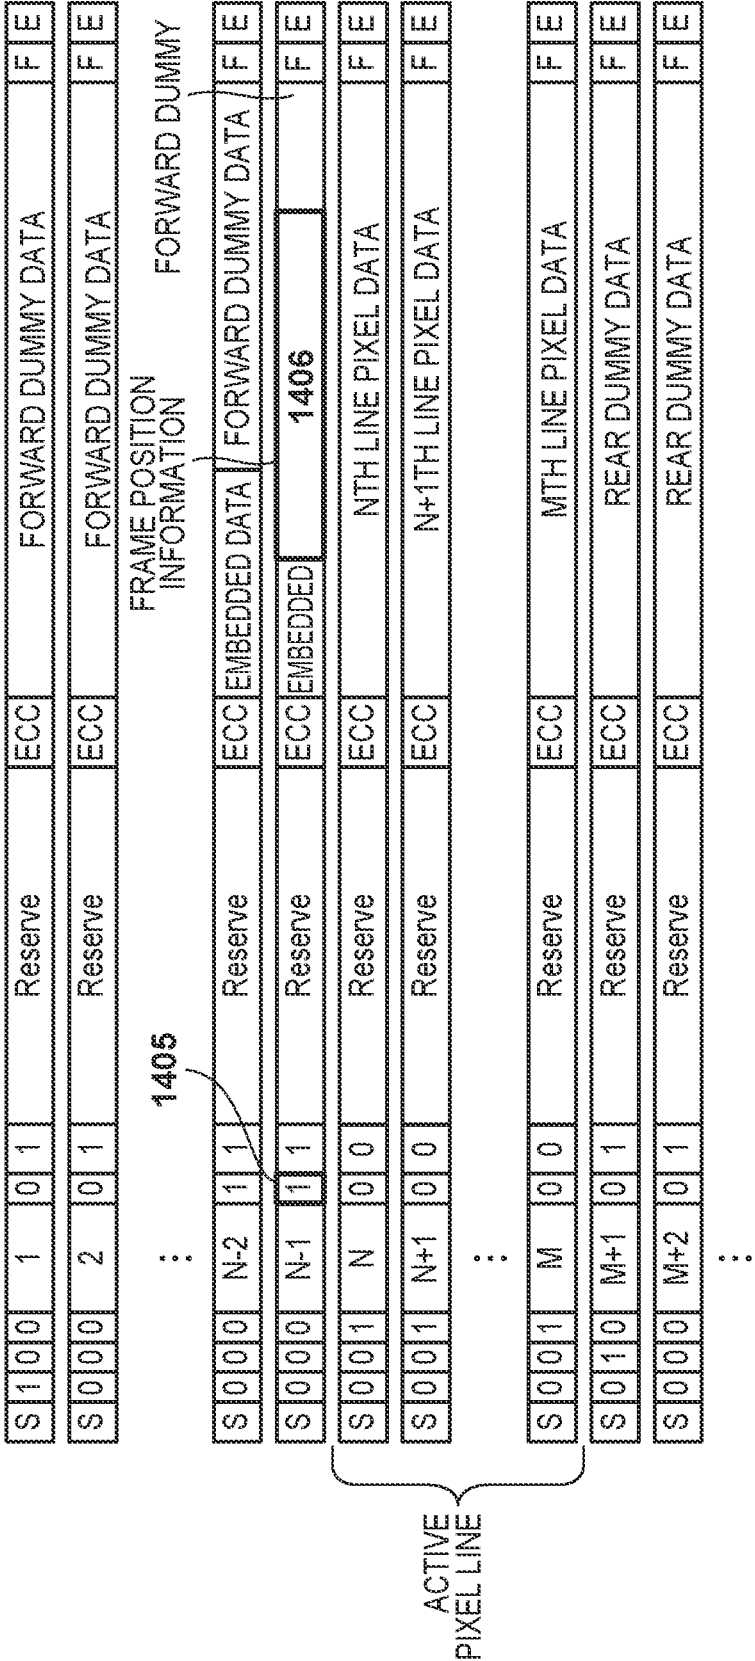 S 1 0 0 1 0 1 Reserve ECC FORWARD DUMMY DATA F E
S 0 0 0 2 0 1 Reserve ECC FORWARD DUMMY DATA F E
1405
FRAME POSITION
INFORMATION
FORWARD DUMMY
S 0 0 0 N-2 1 1 Reserve ECC EMBEDDED DATA FORWARD DUMMY DATA F E
S 0 0 0 N-1 1 1 Reserve ECC EMBEDDED 1406 F E
S 0 0 1 N 0 0 Reserve ECC NTH LINE PIXEL DATA F E
S 0 0 1 N+1 0 0 Reserve ECC N+1TH LINE PIXEL DATA F E
ACTIVE
PIXEL LINE
S 0 0 1 M 0 0 Reserve ECC MTH LINE PIXEL DATA F E
S 0 1 0 M+1 0 1 Reserve ECC REAR DUMMY DATA F E
S 0 0 0 M+2 0 1 Reserve ECC REAR DUMMY DATA F E